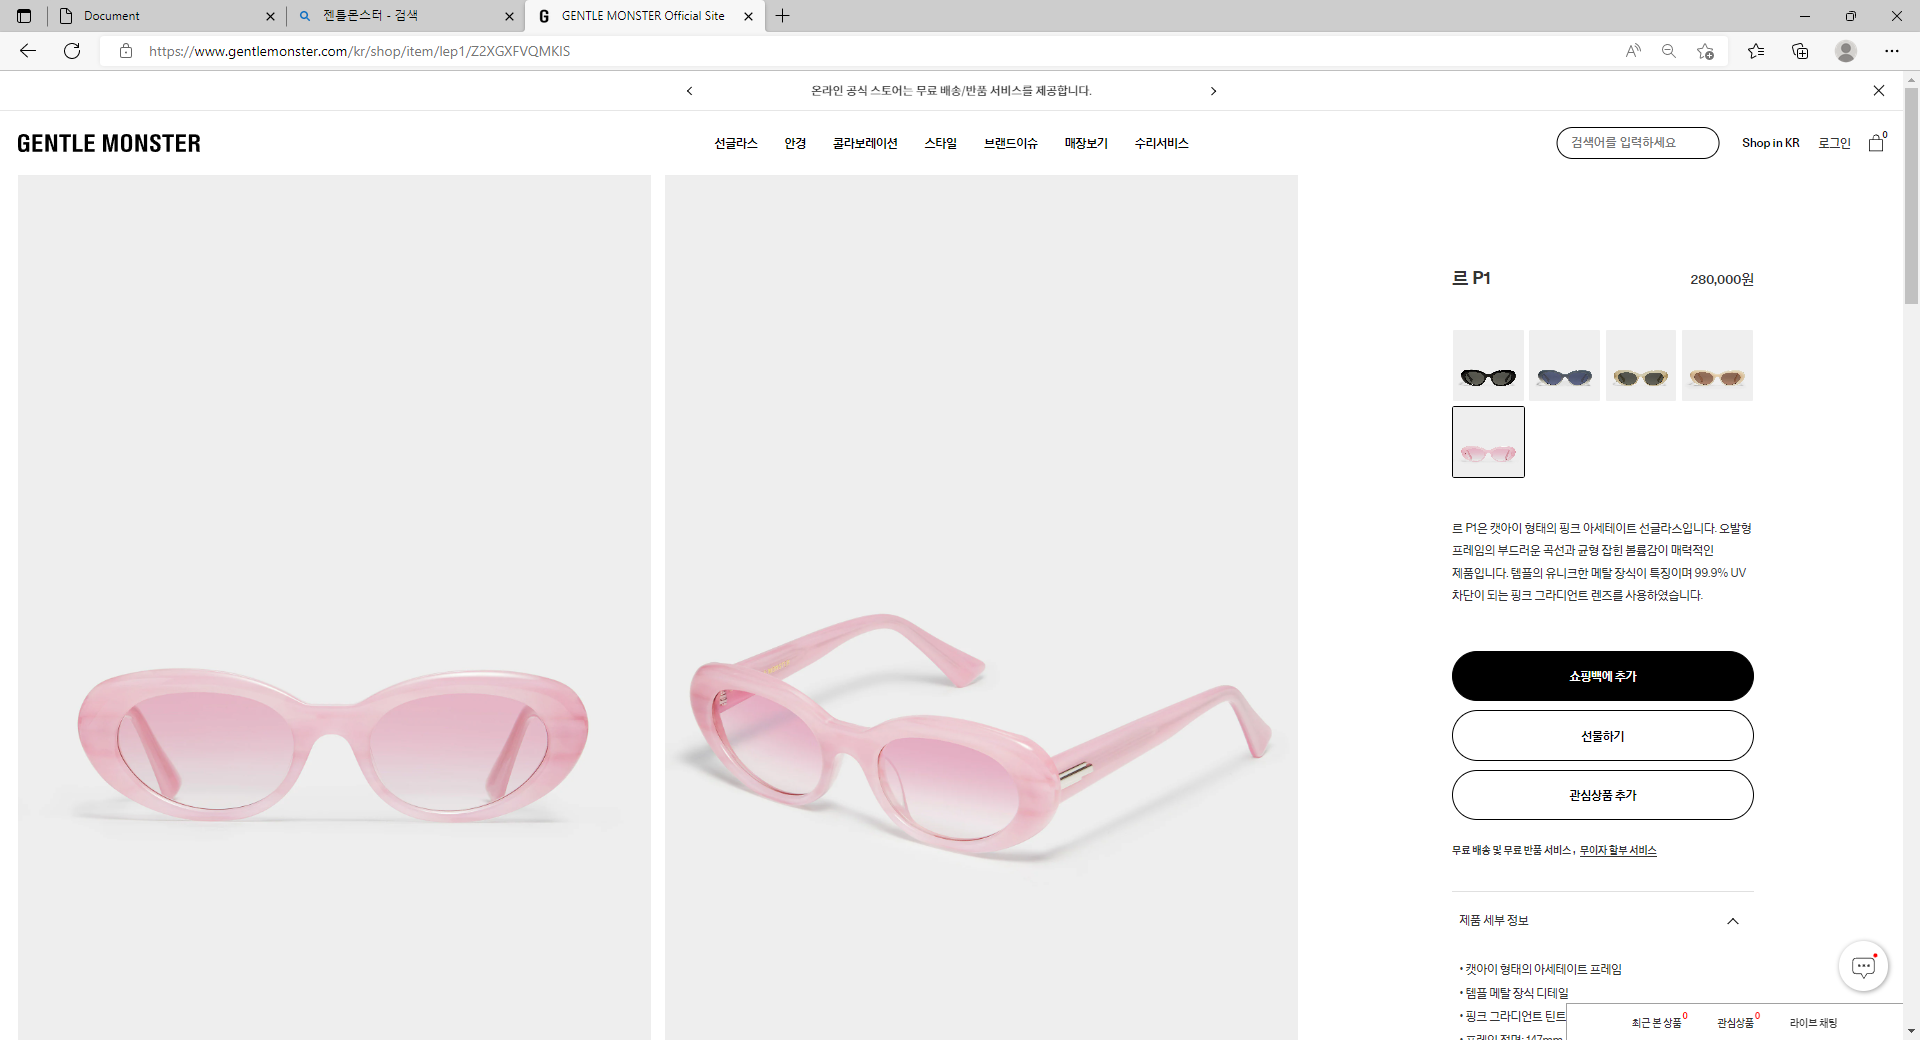 Document
젠틀몬스터 - 검색
GENTLE MONSTER Official Site
https://www.gentlemonster.com/kr/shop/item/lep1/Z2XGXFVQMKIS
온라인 공식 스토어는 무료 배송/반품 서비스를 제공합니다.
GENTLE MONSTER
선글라스 안경 콜라보레이션 스타일 브랜드이슈 매장보기 수리서비스
검색어를 입력하세요
Shop in KR 로그인 0
르 P1
280,000원
르 P1은 캣아이 형태의 핑크 아세테이트 선글라스입니다. 오발형
프레임의 부드러운 곡선과 균형 잡힌 볼륨감이 매력적인
제품입니다. 템플의 유니크한 메탈 장식이 특징이며 99.9% UV
차단이 되는 핑크 그라디언트 렌즈를 사용하였습니다.
쇼핑백에 추가
선물하기
관심상품 추가
무료 배송 및 무료 반품 서비스, 무이자 할부 서비스
제품 세부 정보
• 캣아이 형태의 아세테이트 프레임
• 템플 메탈 장식 디테일
• 핑크 그라디언트 틴트
• 프레임 정면: 147mm
최근 본 상품 0 관심상품 0 라이브 채팅